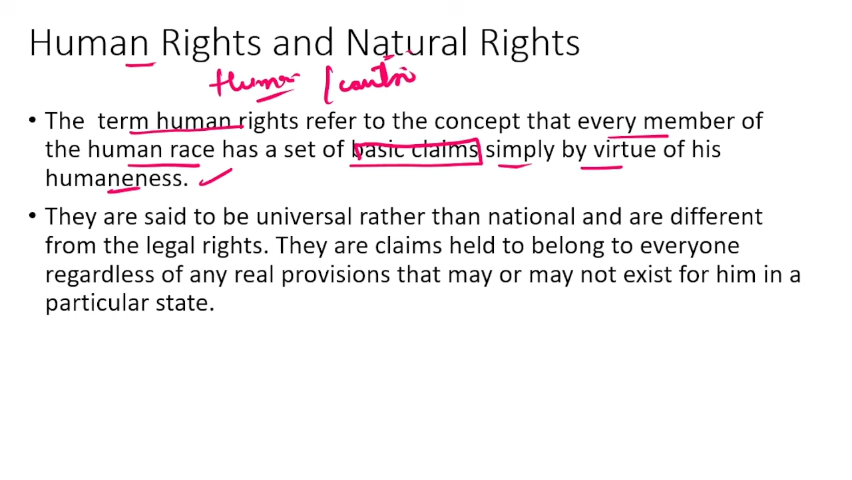 Human Rights and Natural Rights
Human
• The term human rights refer to the concept that every member of
the human race has a set of basic claims simply by virtue of his
humaneness.
• They are said to be universal rather than national and are different
from the legal rights. They are claims held to belong to everyone
regardless of any real provisions that may or may not exist for him in a
particular state.